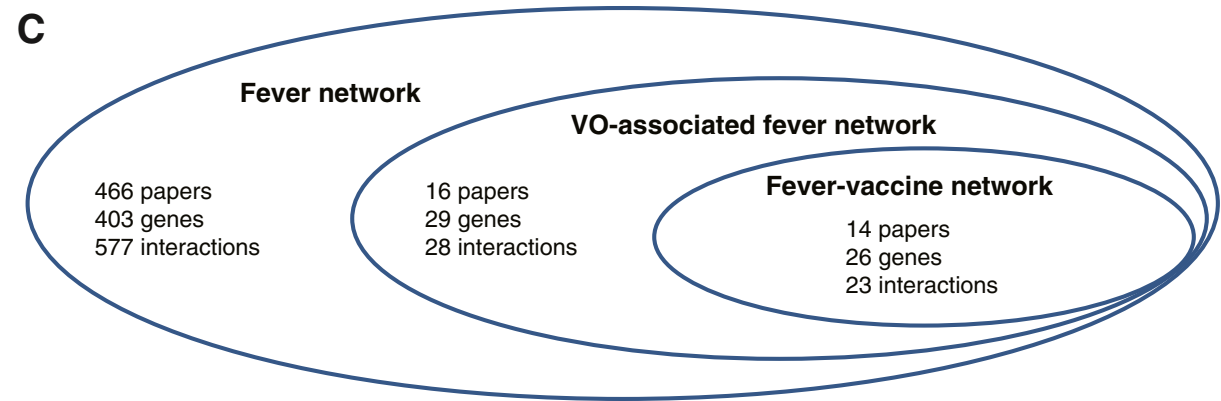 C
Fever network
466 papers
403 genes
577 interactions
VO-associated fever network
16 papers
29 genes
28 interactions
Fever-vaccine network
14 papers
26 genes
23 interactions